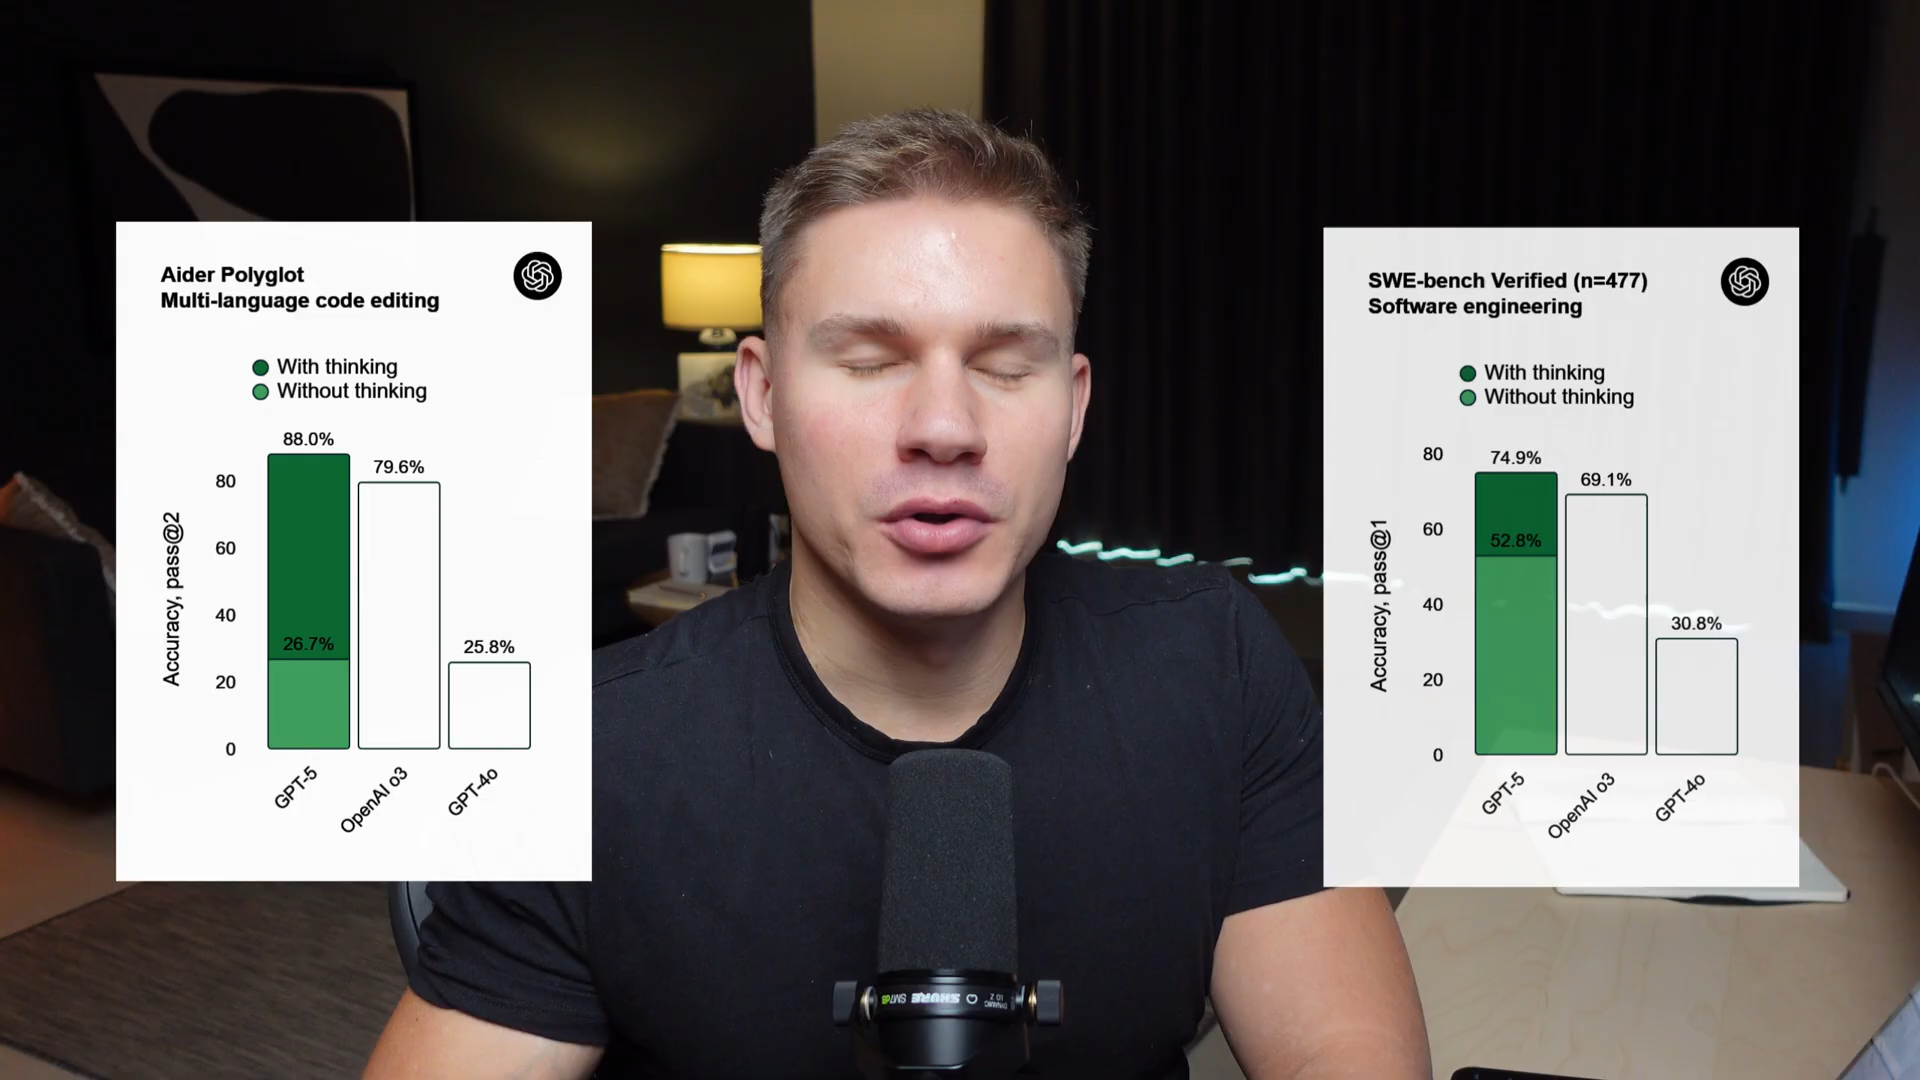 Aider Polyglot
Multi-language code editing
With thinking
Without thinking
88.0%
79.6%
26.7%
25.8%
Accuracy, pass@2
80
60
40
20
0
GPT-5
OpenAI o3
GPT-4o
SWE-bench Verified (n=477)
Software engineering
With thinking
Without thinking
74.9%
69.1%
52.8%
30.8%
Accuracy, pass@1
80
60
40
20
0
GPT-5
OpenAI o3
GPT-4o
SHURE SM7dB
DYNAMIC
LO Z